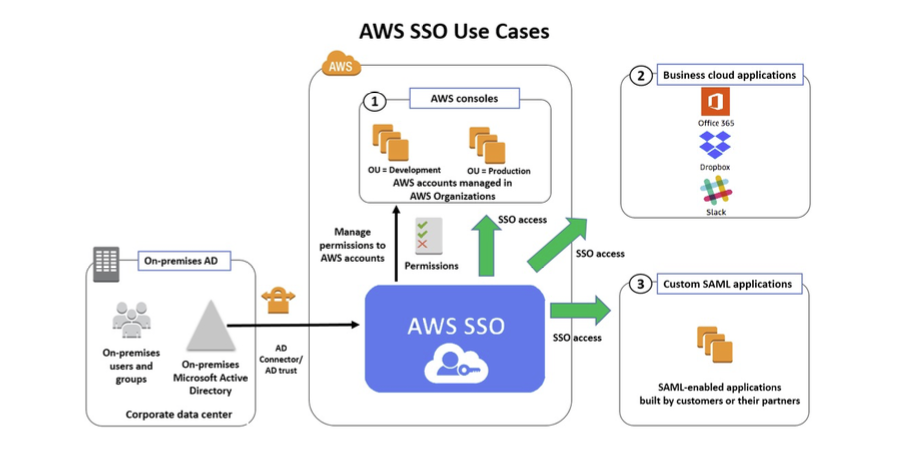 AWS SSO Use Cases
AWS
1
AWS consoles
OU = Development
OU = Production
AWS accounts managed in
AWS Organizations
2
Business cloud applications
Office 365
Dropbox
Slack
Manage
permissions to
AWS accounts
Permissions
SSO access
SSO access
On-premises AD
On-premises
users and
groups
On-premises
Microsoft Active
Directory
Corporate data center
AD
Connector/
AD trust
AWS SSO
SSO access
3
Custom SAML applications
SAML-enabled applications
built by customers or their partners